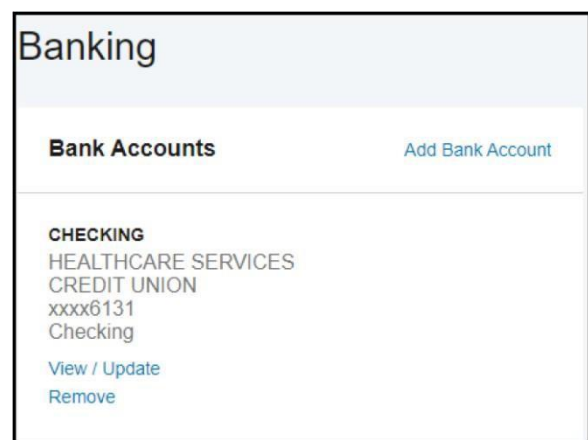 Banking
Bank Accounts
Add Bank Account
CHECKING
HEALTHCARE SERVICES
CREDIT UNION
xxxx6131
Checking
View / Update
Remove